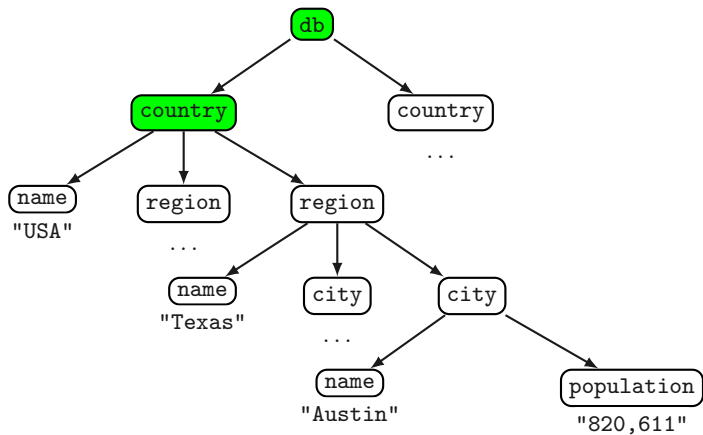 db
country
country
...
name
region
region
"USA"
...
name
city
city
"Texas"
...
name
population
"Austin"
"820,611"